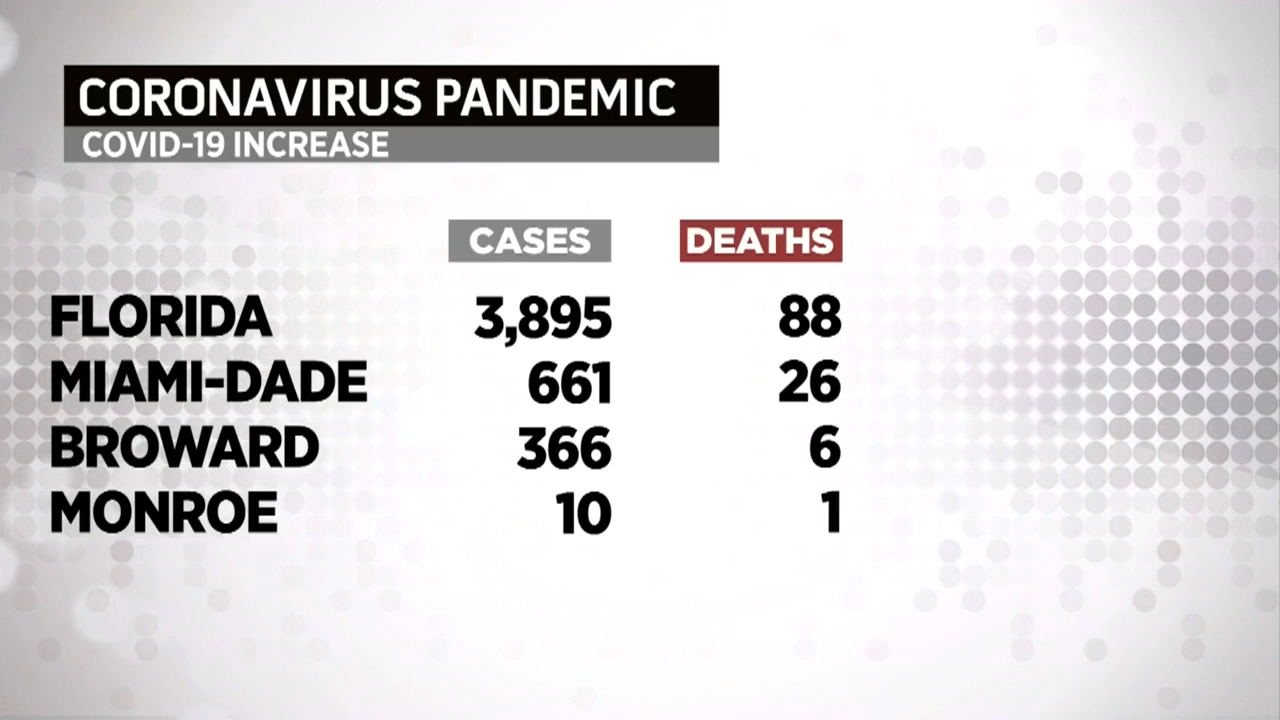 CORONAVIRUS PANDEMIC
COVID-19 INCREASE
CASES DEATHS
FLORIDA 3,895 88
MIAMI-DADE 661 26
BROWARD 366 6
MONROE 10 1